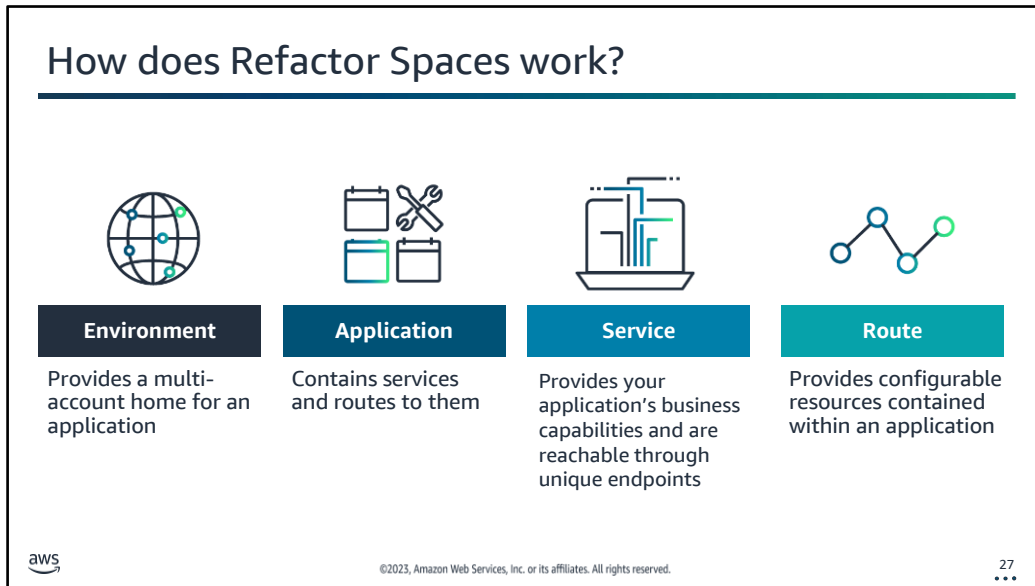 How does Refactor Spaces work?
Environment
Provides a multi-
account home for an
application
Application
Contains services
and routes to them
Service
Provides your
application’s business
capabilities and are
reachable through
unique endpoints
Route
Provides configurable
resources contained
within an application
aws
©2023, Amazon Web Services, Inc. or its affiliates. All rights reserved.
27